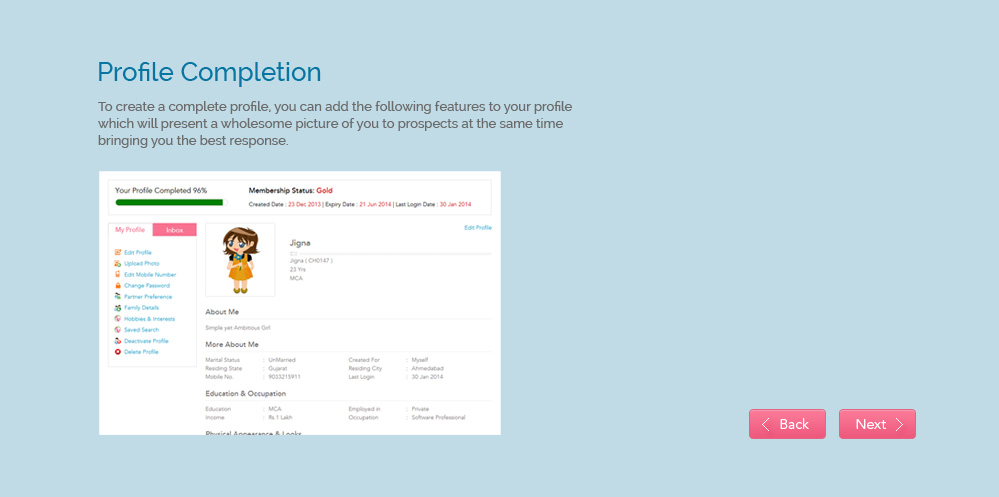 Profile Completion
To create a complete profile, you can add the following features to your profile
which will present a wholesome picture of you to prospects at the same time
bringing you the best response.
Your Profile Completed 96%
Membership Status: Gold
Created Date : 23 Dec 2013 | Expiry Date : 21 Jun 2014 | Last Login Date : 30 Jan 2014
My Profile
Inbox
Edit Profile
Upload Photo
Edit Mobile Number
Change Password
Partner Preference
Family Details
Hobbies & Interests
Saved Search
Deactivate Profile
Delete Profile
Edit Profile
Jigna
Jigna ( CH0147 )
23 Yrs
MCA
About Me
Simple yet Ambitious Girl
More About Me
Marital Status : UnMarried Created For : Myself
Residing State : Gujarat Residing City : Ahmedabad
Mobile No. : 9033215911 Last Login : 30 Jan 2014
Education & Occupation
Education : MCA Employed in : Private
Income : Rs.1 Lakh Occupation : Software Professional
Physical Appearance & Looks
Back
Next